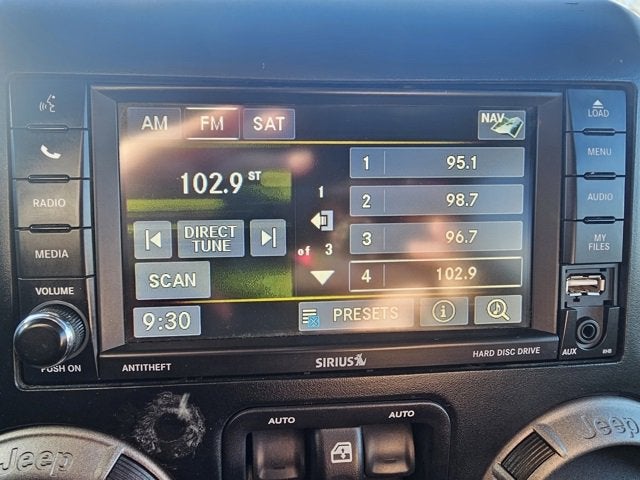 AM FM SAT NAV
102.9 ST
1 95.1
2 98.7
3 96.7
4 102.9
1
of 3
DIRECT
TUNE
SCAN
9:30
PRESETS
RADIO
MEDIA
VOLUME
PUSH ON
LOAD
MENU
AUDIO
MY
FILES
AUX
ANTITHEFT
SIRIUS
HARD DISC DRIVE
AUTO
AUTO
Jeep
Jeep